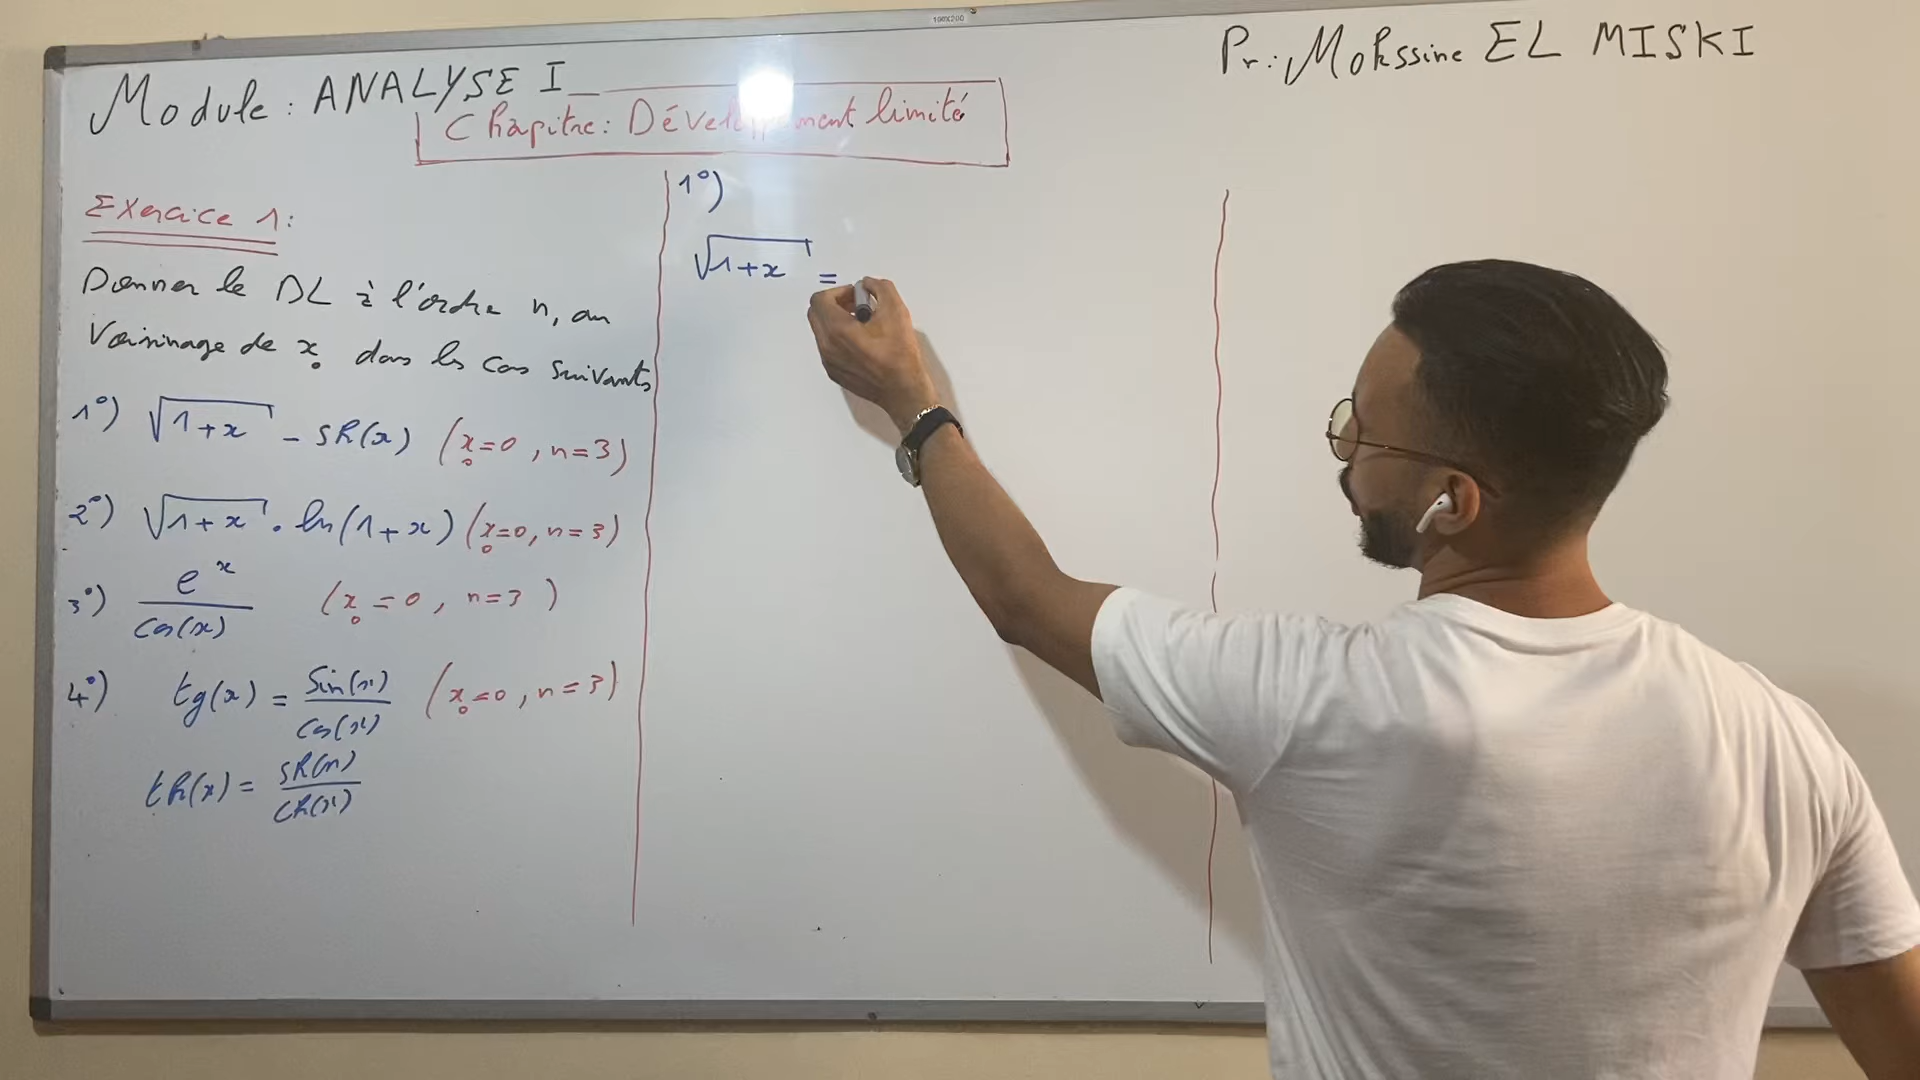 100X200
Module : ANALYSE I
Pr.: Mohssine EL MISKI
Chapitre: Développement limité
Exercice 1:
Donner le DL à l'ordre n, au
Voisinage de x₀ dans les cas suivants
1°) √1+x - sh(x) (x₀=0, n=3)
2°) √1+x . ln(1+x) (x₀=0, n=3)
3°) e^x / cos(x) (x₀=0, n=3)
4°) tg(x) = sin(x) / cos(x) (x₀=0, n=3)
th(x) = sh(x) / ch(x)
1°)
√1+x =